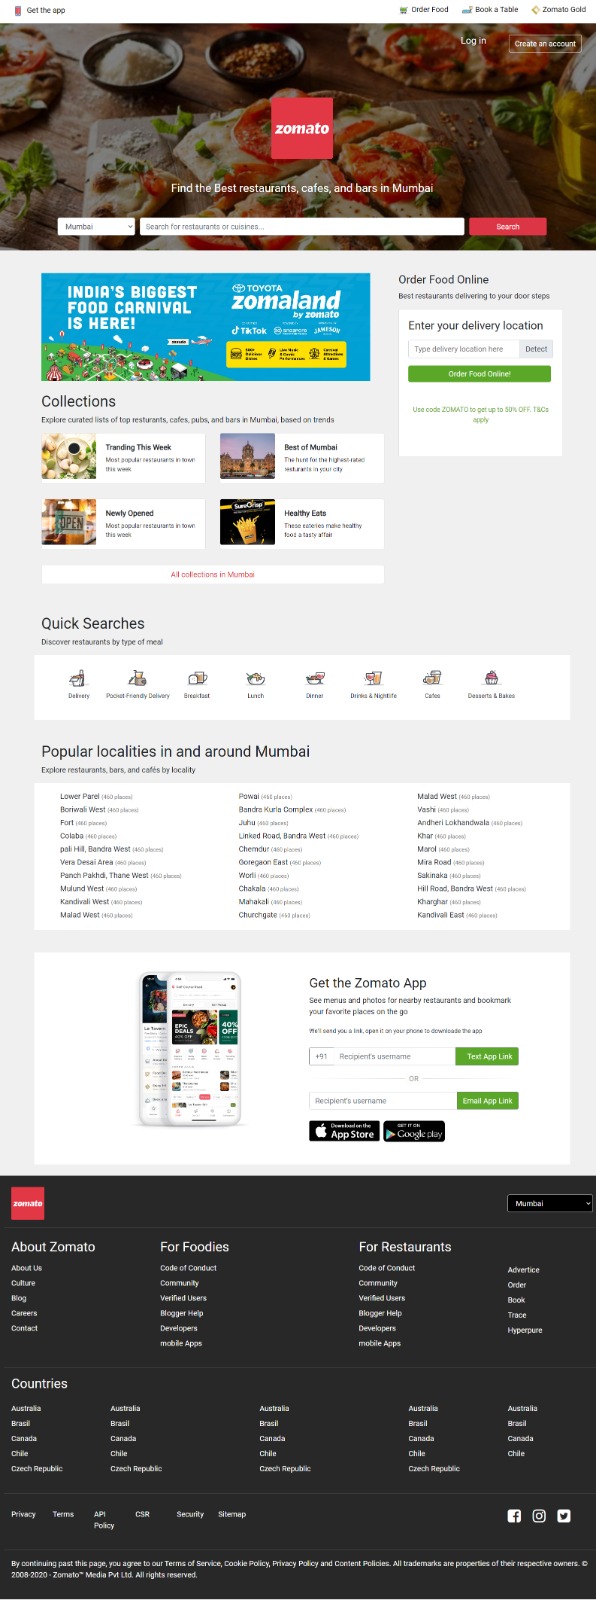 Get the app
Order Food
Book a Table
Zomato Gold
Log in
Create an account
zomato
Find the Best restaurants, cafes, and bars in Mumbai
Mumbai
Search for restaurants or cuisines...
Search
INDIA'S BIGGEST
FOOD CARNIVAL
IS HERE!
TOYOTA
zomaland
by zomato
TikTok
JAMESON
zomato
Order Food Online
Best restaurants delivering to your door steps
Enter your delivery location
Type delivery location here
Detect
Order Food Online!
Use code ZOMATO to get up to 50% OFF. T&Cs
apply
Collections
Explore curated lists of top resturants, cafes, pubs, and bars in Mumbai, based on trends
Tranding This Week
Most popular restaurants in town
this week
Best of Mumbai
The hunt for the highest-rated
resturants in your city
Newly Opened
Most popular restaurants in town
this week
OPEN
Healthy Eats
These eateries make healthy
food a tasty affair
All collections in Mumbai
Quick Searches
Discover restaurants by type of meal
Delivery
Pocket-Friendly Delivery
Breakfast
Lunch
Dinner
Drinks & Nightlife
Cafes
Desserts & Bakes
Popular localities in and around Mumbai
Explore restaurants, bars, and cafés by locality
Lower Parel (460 places)
Boriwali West (460 places)
Fort (460 places)
Colaba (460 places)
pali Hill, Bandra West (460 places)
Vera Desai Area (460 places)
Panch Pakhdi, Thane West (460 places)
Mulund West (460 places)
Kandivali West (460 places)
Malad West (460 places)
Powai (460 places)
Bandra Kurla Complex (460 places)
Juhu (460 places)
Linked Road, Bandra West (460 places)
Chemdur (460 places)
Goregaon East (460 places)
Worli (460 places)
Chakala (460 places)
Mahakali (460 places)
Churchgate (460 places)
Malad West (460 places)
Vashi (460 places)
Andheri Lokhandwala (460 places)
Khar (460 places)
Marol (460 places)
Mira Road (460 places)
Sakinaka (460 places)
Hill Road, Bandra West (460 places)
Kharghar (460 places)
Kandivali East (460 places)
EPIC
DEALS
40%
OFF
Get the Zomato App
See menus and photos for nearby restaurants and bookmark
your favorite places on the go
We'll send you a link, open it on your phone to downloade the app
+91
Recipient's username
Text App Link
OR
Recipient's username
Email App Link
Download on the
App Store
GET IT ON
Google play
zomato
Mumbai
About Zomato
About Us
Culture
Blog
Careers
Contact
For Foodies
Code of Conduct
Community
Verified Users
Blogger Help
Developers
mobile Apps
For Restaurants
Code of Conduct
Community
Verified Users
Blogger Help
Developers
mobile Apps
Advertice
Order
Book
Trace
Hyperpure
Countries
Australia
Brasil
Canada
Chile
Czech Republic
Australia
Brasil
Canada
Chile
Czech Republic
Australia
Brasil
Canada
Chile
Czech Republic
Australia
Brasil
Canada
Chile
Czech Republic
Australia
Brasil
Canada
Chile
Privacy
Terms
API
Policy
CSR
Security
Sitemap
By continuing past this page, you agree to our Terms of Service, Cookie Policy, Privacy Policy and Content Policies. All trademarks are properties of their respective owners. ©
2008-2020 - Zomato™ Media Pvt Ltd. All rights reserved.